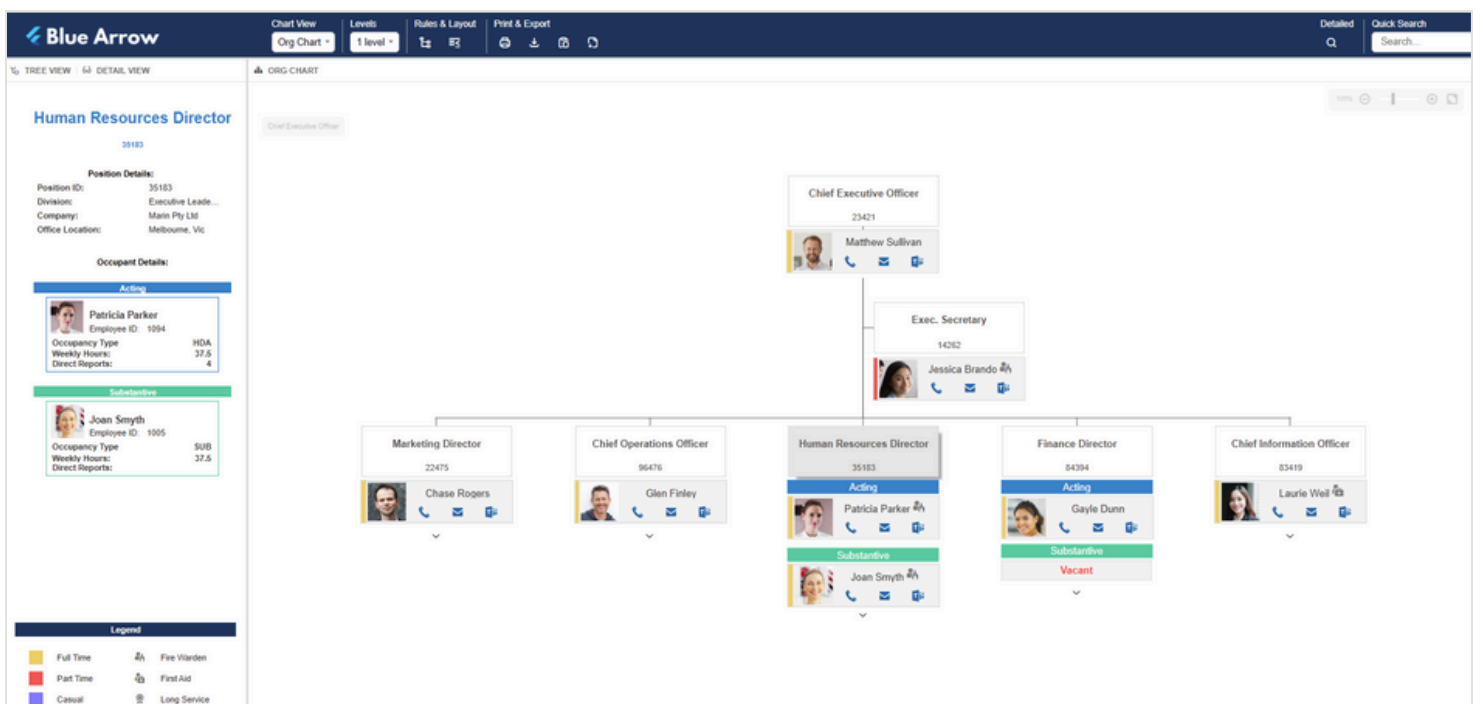 Blue Arrow
Chart View
Org Chart
Levels
1 level
Rules & Layout
Print & Export
Detailed
Quick Search
Search...
TREE VIEW
DETAIL VIEW
ORG CHART
Human Resources Director
35183
Position Details:
Position ID: 35183
Division: Executive Leade...
Company: Marin Pty Ltd
Office Location: Melbourne, Vic
Occupant Details:
Acting
Patricia Parker
Employee ID: 1094
Occupancy Type HDA
Weekly Hours: 37.5
Direct Reports: 4
Substantive
Joan Smyth
Employee ID: 1005
Occupancy Type SUB
Weekly Hours: 37.5
Direct Reports:
Legend
Full Time
Fire Warden
Part Time
First Aid
Casual
Long Service
Chief Executive Officer
100%
Chief Executive Officer
23421
Matthew Sullivan
Exec. Secretary
14262
Jessica Brando
Marketing Director
22475
Chase Rogers
Chief Operations Officer
96476
Glen Finley
Human Resources Director
35183
Acting
Patricia Parker
Substantive
Joan Smyth
Finance Director
84394
Acting
Gayle Dunn
Substantive
Vacant
Chief Information Officer
83419
Laurie Weil